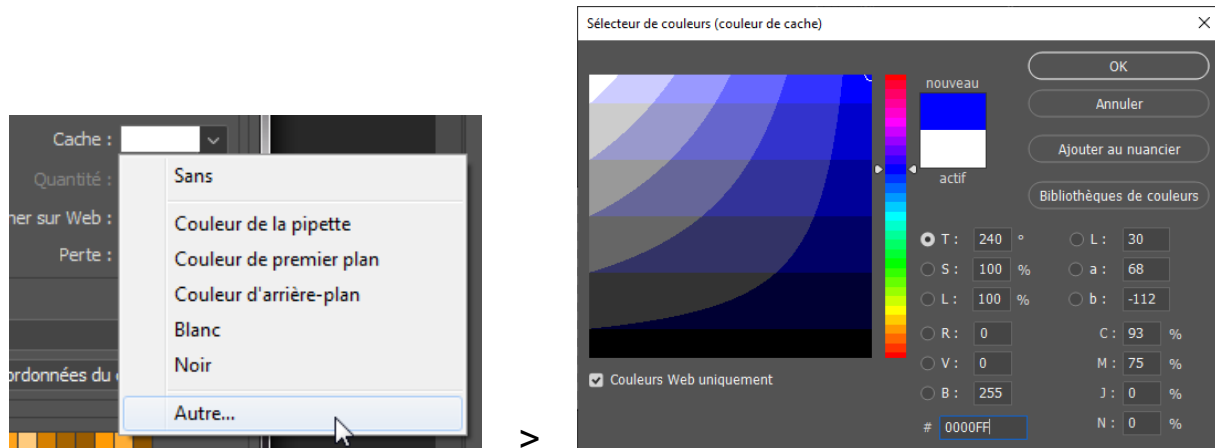 Cache :
Quantité :
ner sur Web :
Perte :
Sans
Couleur de la pipette
Couleur de premier plan
Couleur d'arrière-plan
Blanc
Noir
Autre...
ordonnées du
>
Sélecteur de couleurs (couleur de cache)
nouveau
actif
OK
Annuler
Ajouter au nuancier
Bibliothèques de couleurs
T : 240 ° L : 30
S : 100 % a : 68
L : 100 % b : -112
R : 0 C : 93 %
V : 0 M : 75 %
B : 255 J : 0 %
# 0000FF N : 0 %
Couleurs Web uniquement